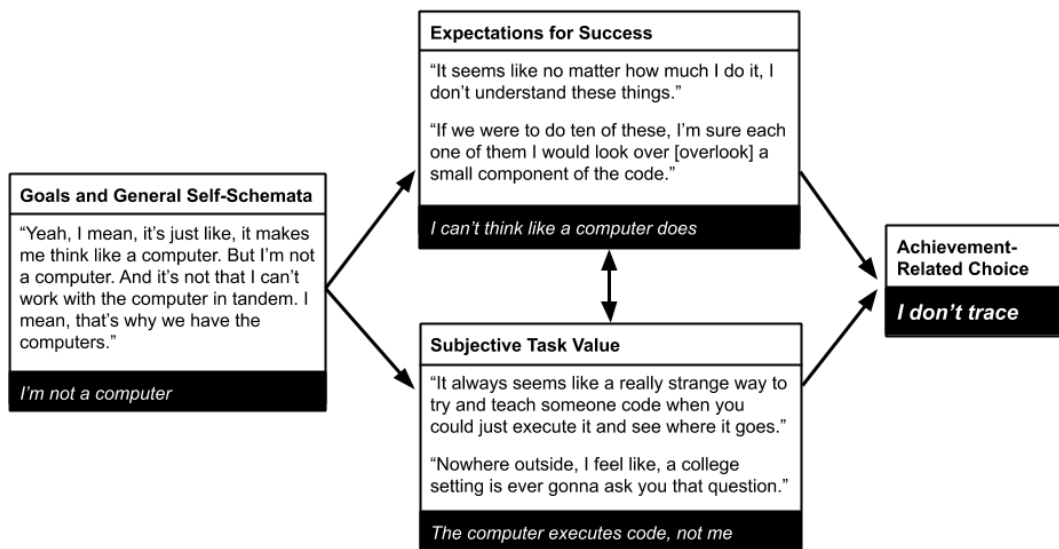 Expectations for Success
“It seems like no matter how much I do it, I
don’t understand these things.”
“If we were to do ten of these, I’m sure each
one of them I would look over [overlook] a
small component of the code.”
I can’t think like a computer does
Goals and General Self-Schemata
“Yeah, I mean, it’s just like, it makes
me think like a computer. But I’m not
a computer. And it’s not that I can’t
work with the computer in tandem. I
mean, that’s why we have the
computers.”
I’m not a computer
Subjective Task Value
“It always seems like a really strange way to
try and teach someone code when you
could just execute it and see where it goes.”
“Nowhere outside, I feel like, a college
setting is ever gonna ask you that question.”
The computer executes code, not me
Achievement-
Related Choice
I don’t trace